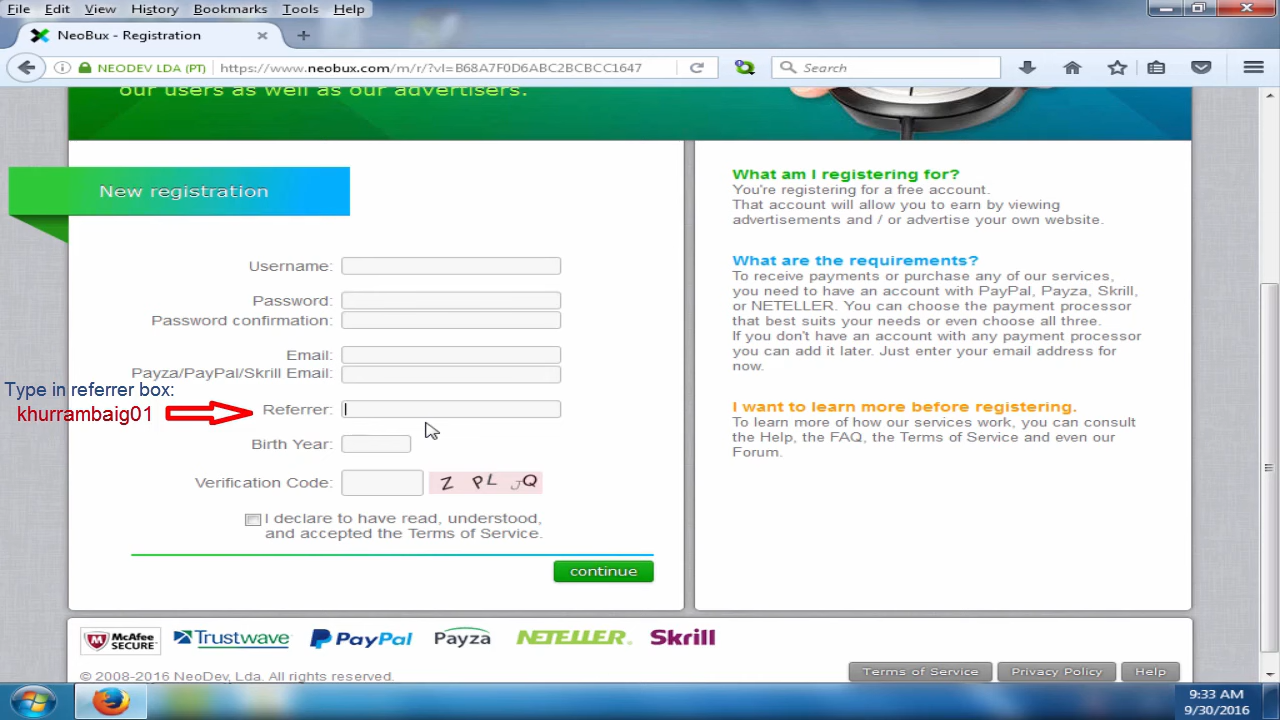 File Edit View History Bookmarks Tools Help
NeoBux - Registration
NEODEV LDA (PT) https://www.neobux.com/m/r/?vl=B68A7F0D6ABC2BCBCC1647 Search
our users as well as our advertisers.
New registration
Username:
Password:
Password confirmation:
Email:
Payza/PayPal/Skrill Email:
Type in referrer box:
khurrambaig01
Referrer:
Birth Year:
Verification Code: Z PL JQ
I declare to have read, understood,
and accepted the Terms of Service.
continue
What am I registering for?
You're registering for a free account.
That account will allow you to earn by viewing
advertisements and / or advertise your own website.
What are the requirements?
To receive payments or purchase any of our services,
you need to have an account with PayPal, Payza, Skrill,
or NETELLER. You can choose the payment processor
that best suits your needs or even choose all three.
If you don't have an account with any payment processor
you can add it later. Just enter your email address for
now.
I want to learn more before registering.
To learn more of how our services work, you can consult
the Help, the FAQ, the Terms of Service and even our
Forum.
McAfee SECURE Trustwave PayPal Payza NETELLER Skrill
© 2008-2016 NeoDev, Lda. All rights reserved.
Terms of Service Privacy Policy Help
9:33 AM
9/30/2016